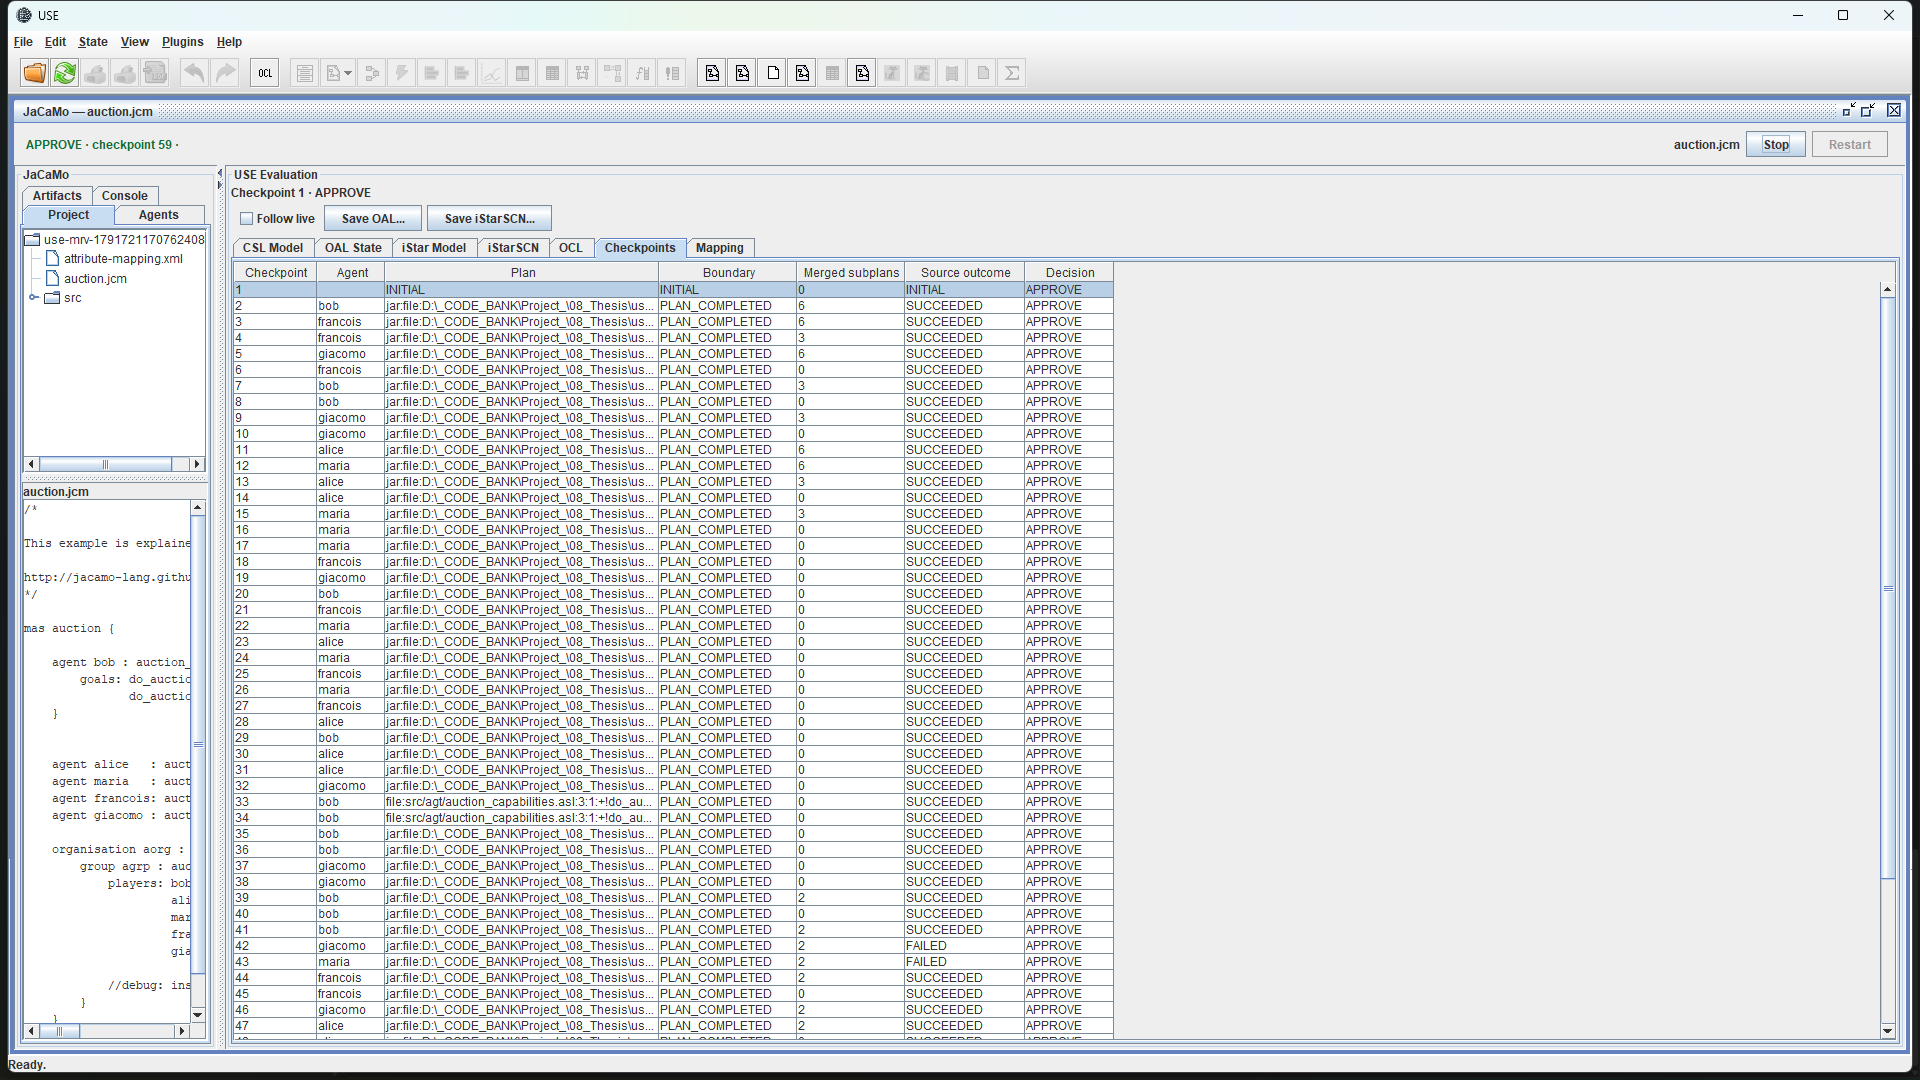 USE
File Edit State View Plugins Help
OCL
JaCaMo — auction.jcm
APPROVE · checkpoint 59 ·
auction.jcm Stop Restart
JaCaMo
Artifacts Console
Project Agents
use-mrv-1791721170762408
attribute-mapping.xml
auction.jcm
src
auction.jcm
/*
This example is explaine
http://jacamo-lang.githu
*/
mas auction {
agent bob : auction_
goals: do_auctic
do_auctic
}
agent alice : auct
agent maria : auct
agent francois: auct
agent giacomo : auct
organisation aorg :
group agrp : auc
players: bob
ali
mar
fra
gia
//debug: ins
}
}
USE Evaluation
Checkpoint 1 · APPROVE
Follow live Save OAL... Save iStarSCN...
CSL Model OAL State iStar Model iStarSCN OCL Checkpoints Mapping
Checkpoint Agent Plan Boundary Merged subplans Source outcome Decision
1 INITIAL INITIAL 0 INITIAL APPROVE
2 bob jar:file:D:\_CODE_BANK\Project_\08_Thesis\us... PLAN_COMPLETED 6 SUCCEEDED APPROVE
3 francois jar:file:D:\_CODE_BANK\Project_\08_Thesis\us... PLAN_COMPLETED 6 SUCCEEDED APPROVE
4 francois jar:file:D:\_CODE_BANK\Project_\08_Thesis\us... PLAN_COMPLETED 3 SUCCEEDED APPROVE
5 giacomo jar:file:D:\_CODE_BANK\Project_\08_Thesis\us... PLAN_COMPLETED 6 SUCCEEDED APPROVE
6 francois jar:file:D:\_CODE_BANK\Project_\08_Thesis\us... PLAN_COMPLETED 0 SUCCEEDED APPROVE
7 bob jar:file:D:\_CODE_BANK\Project_\08_Thesis\us... PLAN_COMPLETED 3 SUCCEEDED APPROVE
8 bob jar:file:D:\_CODE_BANK\Project_\08_Thesis\us... PLAN_COMPLETED 0 SUCCEEDED APPROVE
9 giacomo jar:file:D:\_CODE_BANK\Project_\08_Thesis\us... PLAN_COMPLETED 3 SUCCEEDED APPROVE
10 giacomo jar:file:D:\_CODE_BANK\Project_\08_Thesis\us... PLAN_COMPLETED 0 SUCCEEDED APPROVE
11 alice jar:file:D:\_CODE_BANK\Project_\08_Thesis\us... PLAN_COMPLETED 6 SUCCEEDED APPROVE
12 maria jar:file:D:\_CODE_BANK\Project_\08_Thesis\us... PLAN_COMPLETED 6 SUCCEEDED APPROVE
13 alice jar:file:D:\_CODE_BANK\Project_\08_Thesis\us... PLAN_COMPLETED 3 SUCCEEDED APPROVE
14 alice jar:file:D:\_CODE_BANK\Project_\08_Thesis\us... PLAN_COMPLETED 0 SUCCEEDED APPROVE
15 maria jar:file:D:\_CODE_BANK\Project_\08_Thesis\us... PLAN_COMPLETED 3 SUCCEEDED APPROVE
16 maria jar:file:D:\_CODE_BANK\Project_\08_Thesis\us... PLAN_COMPLETED 0 SUCCEEDED APPROVE
17 maria jar:file:D:\_CODE_BANK\Project_\08_Thesis\us... PLAN_COMPLETED 0 SUCCEEDED APPROVE
18 francois jar:file:D:\_CODE_BANK\Project_\08_Thesis\us... PLAN_COMPLETED 0 SUCCEEDED APPROVE
19 giacomo jar:file:D:\_CODE_BANK\Project_\08_Thesis\us... PLAN_COMPLETED 0 SUCCEEDED APPROVE
20 bob jar:file:D:\_CODE_BANK\Project_\08_Thesis\us... PLAN_COMPLETED 0 SUCCEEDED APPROVE
21 francois jar:file:D:\_CODE_BANK\Project_\08_Thesis\us... PLAN_COMPLETED 0 SUCCEEDED APPROVE
22 maria jar:file:D:\_CODE_BANK\Project_\08_Thesis\us... PLAN_COMPLETED 0 SUCCEEDED APPROVE
23 alice jar:file:D:\_CODE_BANK\Project_\08_Thesis\us... PLAN_COMPLETED 0 SUCCEEDED APPROVE
24 maria jar:file:D:\_CODE_BANK\Project_\08_Thesis\us... PLAN_COMPLETED 0 SUCCEEDED APPROVE
25 francois jar:file:D:\_CODE_BANK\Project_\08_Thesis\us... PLAN_COMPLETED 0 SUCCEEDED APPROVE
26 maria jar:file:D:\_CODE_BANK\Project_\08_Thesis\us... PLAN_COMPLETED 0 SUCCEEDED APPROVE
27 francois jar:file:D:\_CODE_BANK\Project_\08_Thesis\us... PLAN_COMPLETED 0 SUCCEEDED APPROVE
28 alice jar:file:D:\_CODE_BANK\Project_\08_Thesis\us... PLAN_COMPLETED 0 SUCCEEDED APPROVE
29 bob jar:file:D:\_CODE_BANK\Project_\08_Thesis\us... PLAN_COMPLETED 0 SUCCEEDED APPROVE
30 alice jar:file:D:\_CODE_BANK\Project_\08_Thesis\us... PLAN_COMPLETED 0 SUCCEEDED APPROVE
31 alice jar:file:D:\_CODE_BANK\Project_\08_Thesis\us... PLAN_COMPLETED 0 SUCCEEDED APPROVE
32 giacomo jar:file:D:\_CODE_BANK\Project_\08_Thesis\us... PLAN_COMPLETED 0 SUCCEEDED APPROVE
33 bob file:src/agt/auction_capabilities.asl:3:1:+!do_au... PLAN_COMPLETED 0 SUCCEEDED APPROVE
34 bob file:src/agt/auction_capabilities.asl:3:1:+!do_au... PLAN_COMPLETED 0 SUCCEEDED APPROVE
35 bob jar:file:D:\_CODE_BANK\Project_\08_Thesis\us... PLAN_COMPLETED 0 SUCCEEDED APPROVE
36 bob jar:file:D:\_CODE_BANK\Project_\08_Thesis\us... PLAN_COMPLETED 0 SUCCEEDED APPROVE
37 giacomo jar:file:D:\_CODE_BANK\Project_\08_Thesis\us... PLAN_COMPLETED 0 SUCCEEDED APPROVE
38 giacomo jar:file:D:\_CODE_BANK\Project_\08_Thesis\us... PLAN_COMPLETED 0 SUCCEEDED APPROVE
39 bob jar:file:D:\_CODE_BANK\Project_\08_Thesis\us... PLAN_COMPLETED 2 SUCCEEDED APPROVE
40 bob jar:file:D:\_CODE_BANK\Project_\08_Thesis\us... PLAN_COMPLETED 0 SUCCEEDED APPROVE
41 bob jar:file:D:\_CODE_BANK\Project_\08_Thesis\us... PLAN_COMPLETED 2 SUCCEEDED APPROVE
42 giacomo jar:file:D:\_CODE_BANK\Project_\08_Thesis\us... PLAN_COMPLETED 2 FAILED APPROVE
43 maria jar:file:D:\_CODE_BANK\Project_\08_Thesis\us... PLAN_COMPLETED 2 FAILED APPROVE
44 francois jar:file:D:\_CODE_BANK\Project_\08_Thesis\us... PLAN_COMPLETED 2 SUCCEEDED APPROVE
45 francois jar:file:D:\_CODE_BANK\Project_\08_Thesis\us... PLAN_COMPLETED 0 SUCCEEDED APPROVE
46 giacomo jar:file:D:\_CODE_BANK\Project_\08_Thesis\us... PLAN_COMPLETED 2 SUCCEEDED APPROVE
47 alice jar:file:D:\_CODE_BANK\Project_\08_Thesis\us... PLAN_COMPLETED 2 SUCCEEDED APPROVE
Ready.